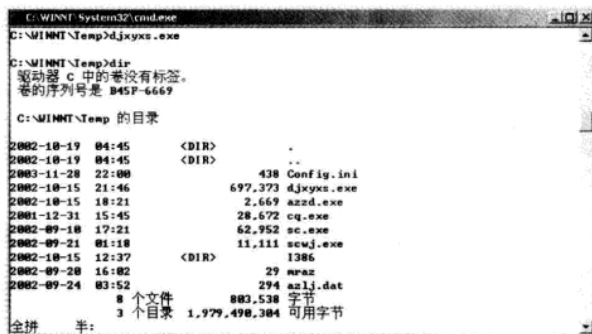 C:\WINNT\System32\cmd.exe
C:\WINNT\Temp>djxyxs.exe
C:\WINNT\Temp>dir
驱动器 C 中的卷没有标签。
卷的序列号是 B45F-6669
C:\WINNT\Temp 的目录
2002-10-19 04:45 <DIR> .
2002-10-19 04:45 <DIR> ..
2003-11-28 22:00 438 Config.ini
2002-10-15 21:46 697,373 djxyxs.exe
2002-10-15 18:21 2,669 azzd.exe
2001-12-31 15:45 28,672 cq.exe
2002-09-10 17:21 62,952 sc.exe
2002-09-21 01:18 11,111 scwj.exe
2002-10-15 12:37 <DIR> I386
2002-09-20 16:02 29 mraz
2002-09-24 03:52 294 azlj.dat
8 个文件 803,538 字节
3 个目录 1,979,490,304 可用字节
全拼 半: